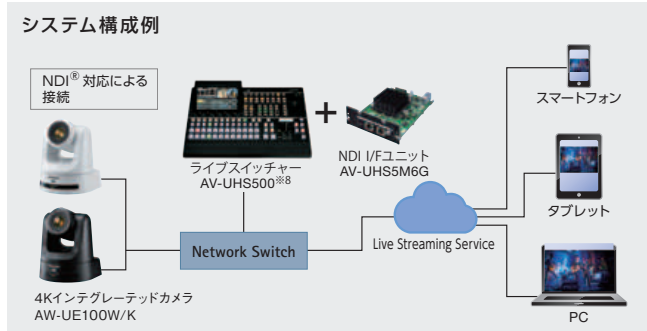 システム構成例
NDI® 対応による
接続
ライブスイッチャー
AV-UHS500※8
+
NDI I/Fユニット
AV-UHS5M6G
スマートフォン
タブレット
Network Switch
Live Streaming Service
4Kインテグレーテッドカメラ
AW-UE100W/K
PC